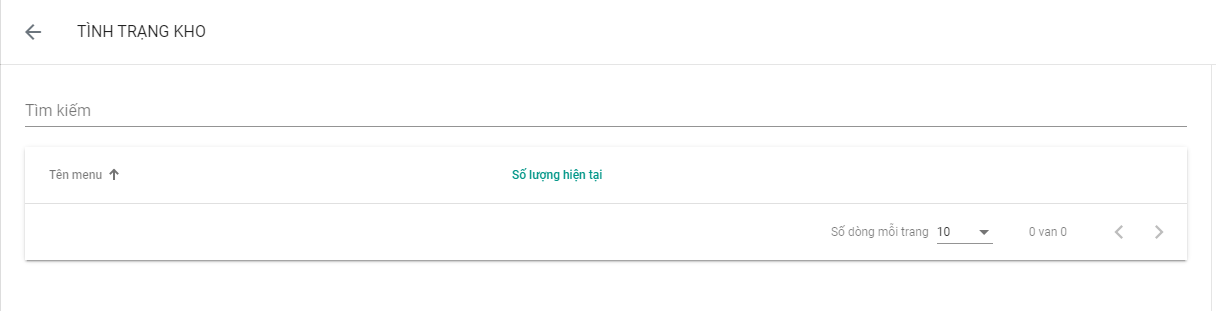 TÌNH TRẠNG KHO
Tìm kiếm
Tên menu Số lượng hiện tại
Số dòng mỗi trang 10 0 van 0